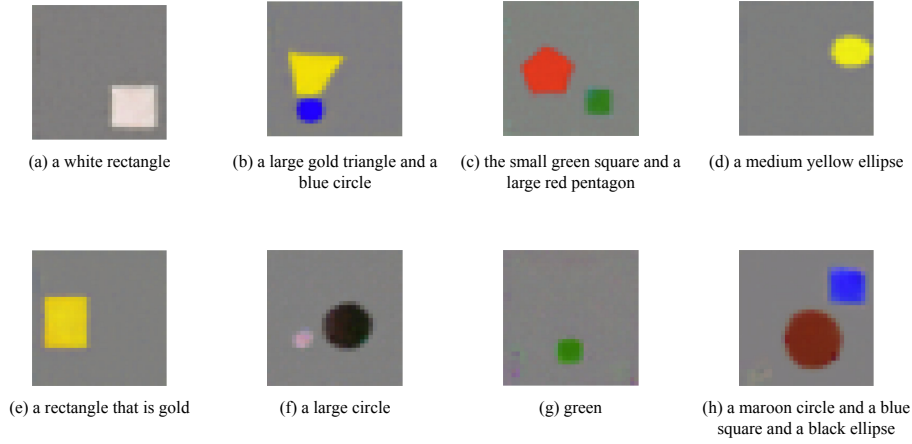 (a) a white rectangle
(b) a large gold triangle and a
blue circle
(c) the small green square and a
large red pentagon
(d) a medium yellow ellipse
(e) a rectangle that is gold
(f) a large circle
(g) green
(h) a maroon circle and a blue
square and a black ellipse